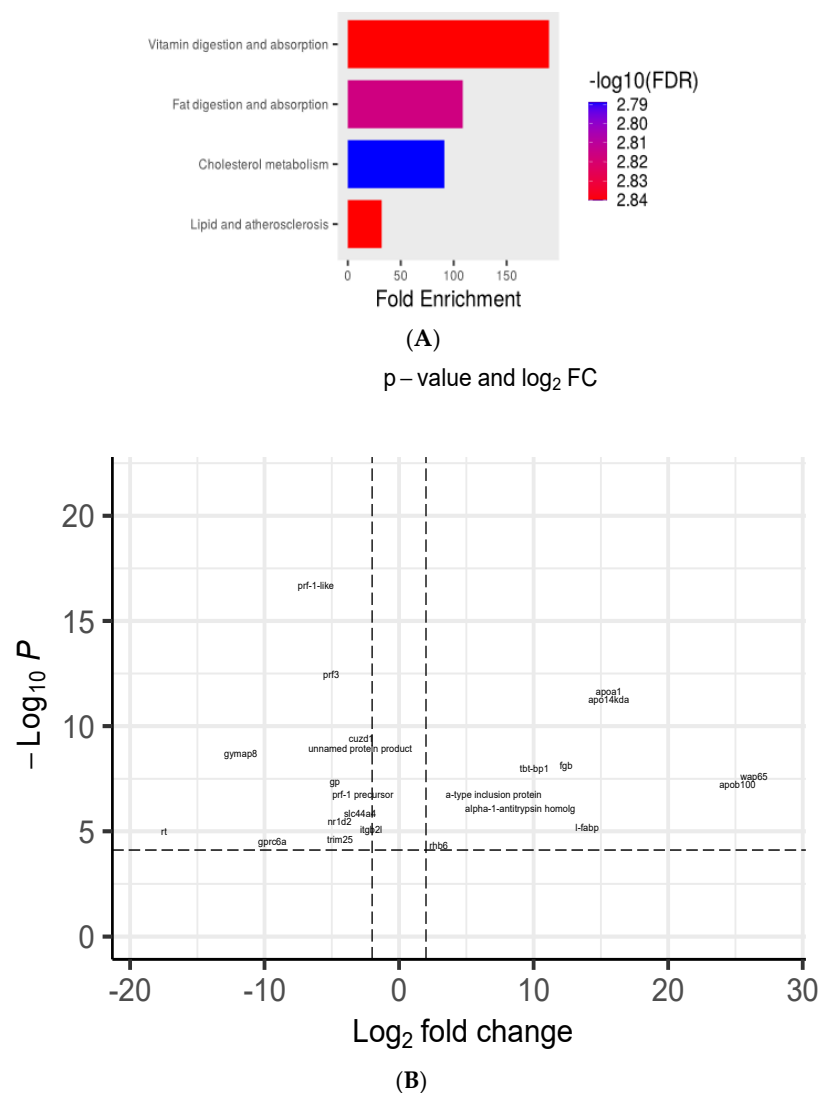 Vitamin digestion and absorption
Fat digestion and absorption
Cholesterol metabolism
Lipid and atherosclerosis
0 50 100 150
Fold Enrichment
-log10(FDR)
2.79
2.80
2.81
2.82
2.83
2.84
(A)
p – value and log2 FC
– Log10 P
20
15
10
5
0
prf-1-like
prf3
apoa1
apo14kda
cuzd1
unnamed protein product
gymap8
fgb
tbt-bp1
wap65
apob100
gp
prf-1 precursor
a-type inclusion protein
alpha-1-antitrypsin homolg
slc44a4
nr1d2
itgb2l
l-fabp
rt
trim25
gprc6a
rhb6
-20 -10 0 10 20 30
Log2 fold change
(B)